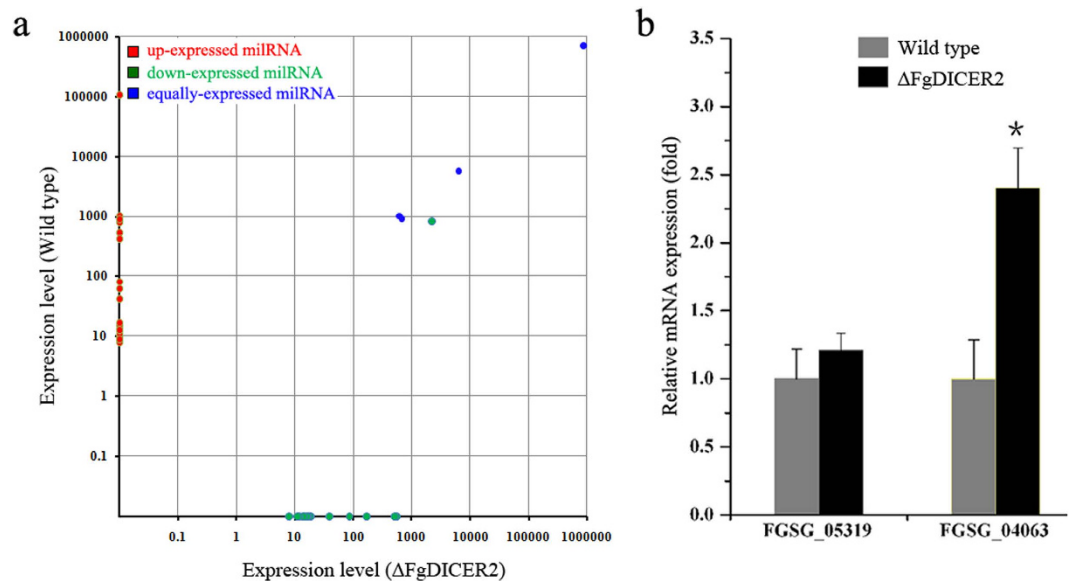 a
1000000
100000
10000
1000
100
10
1
0.1
Expression level (Wild type)
up-expressed milRNA
down-expressed milRNA
equally-expressed milRNA
0.1 1 10 100 1000 10000 100000 1000000
Expression level (ΔFgDICER2)
b
3.5
3.0
2.5
2.0
1.5
1.0
0.5
0.0
Relative mRNA expression (fold)
Wild type
ΔFgDICER2
*
FGSG_05319 FGSG_04063